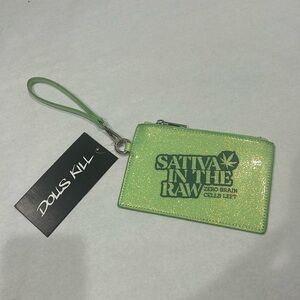 DOLLS KILL
SATIVA
IN THE
RAW
ZERO BRAIN
CELLS LEFT